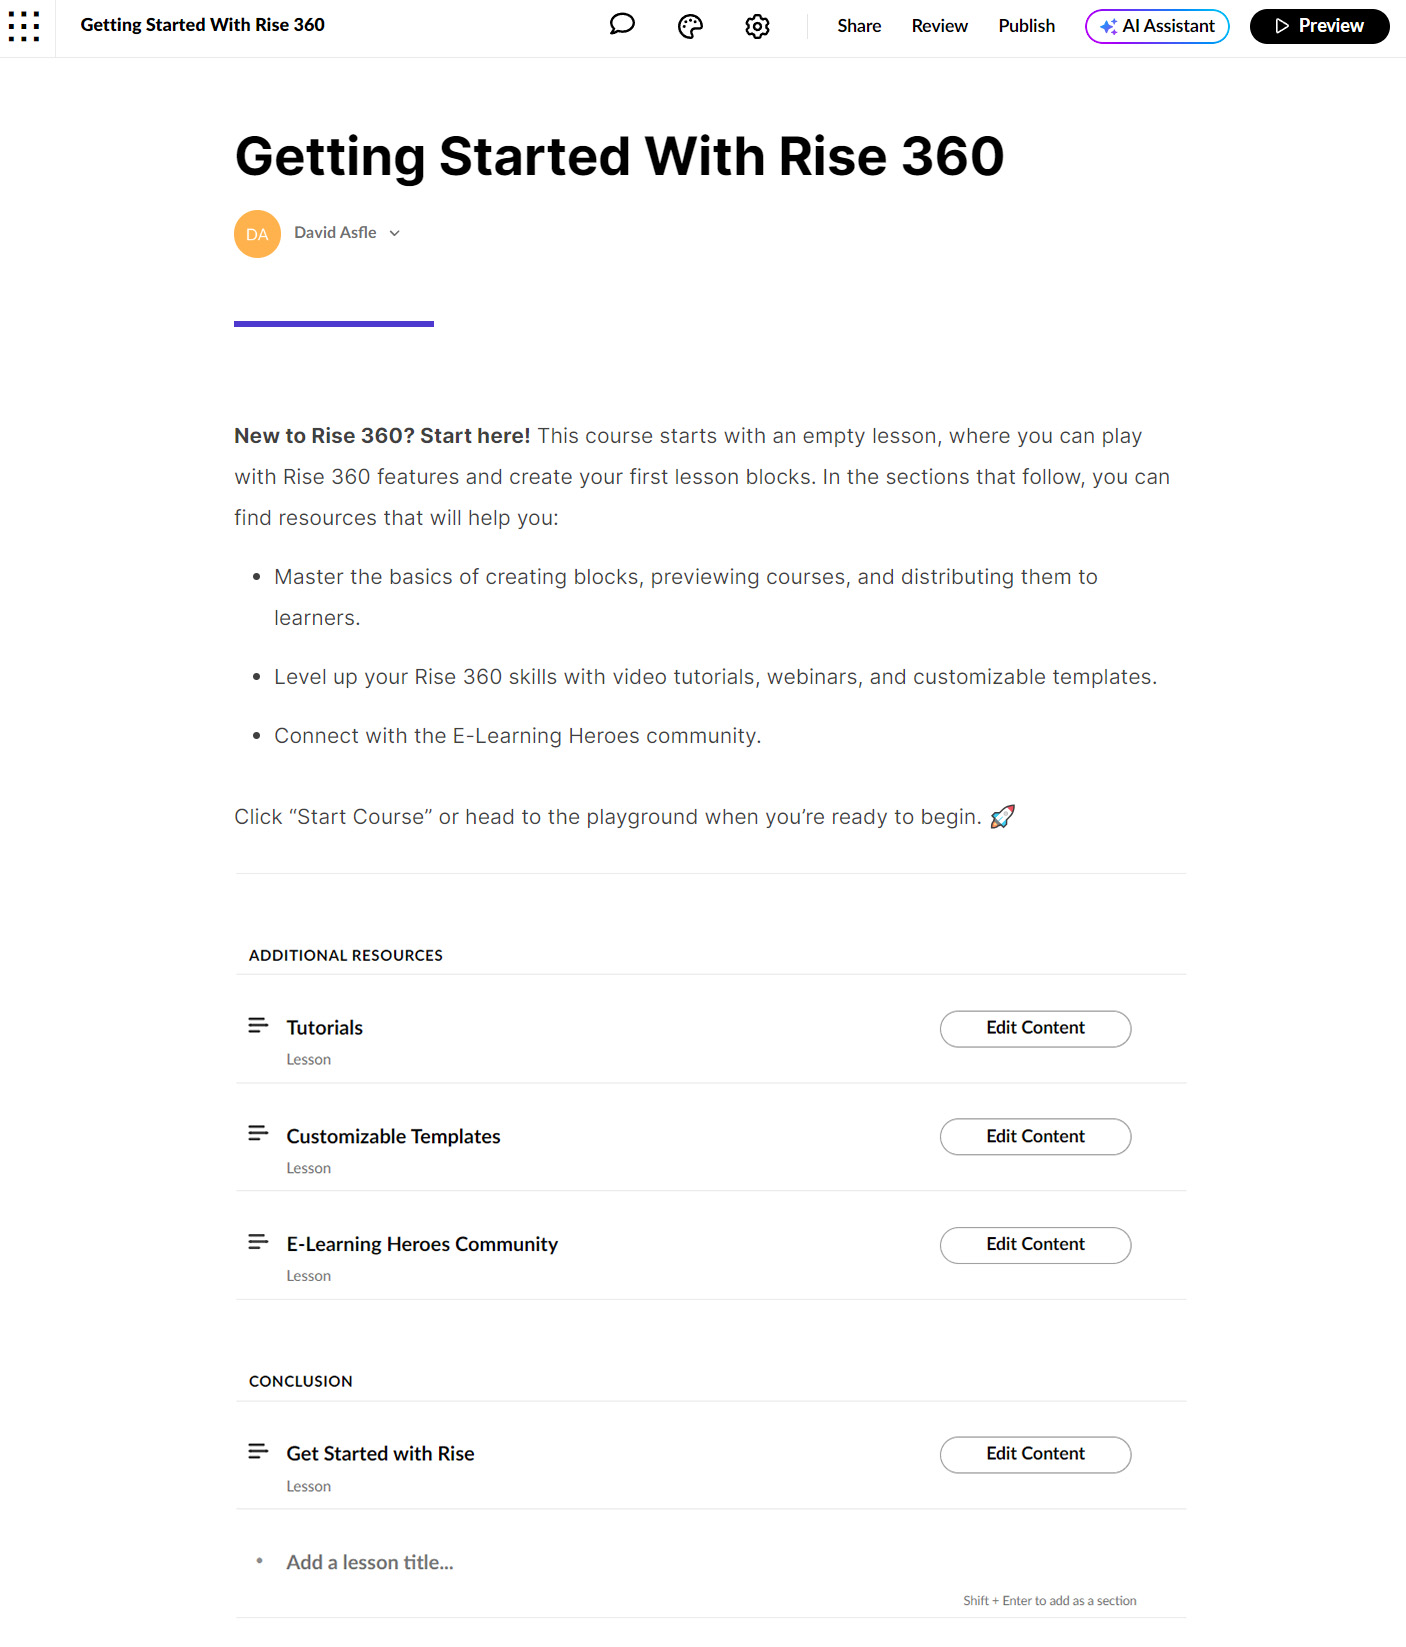 Getting Started With Rise 360
Share
Review
Publish
AI Assistant
Preview
Getting Started With Rise 360
DA
David Asfle
New to Rise 360? Start here! This course starts with an empty lesson, where you can play
with Rise 360 features and create your first lesson blocks. In the sections that follow, you can
find resources that will help you:
• Master the basics of creating blocks, previewing courses, and distributing them to
learners.
• Level up your Rise 360 skills with video tutorials, webinars, and customizable templates.
• Connect with the E-Learning Heroes community.
Click “Start Course” or head to the playground when you’re ready to begin. 🚀
ADDITIONAL RESOURCES
Tutorials
Edit Content
Lesson
Customizable Templates
Edit Content
Lesson
E-Learning Heroes Community
Edit Content
Lesson
CONCLUSION
Get Started with Rise
Edit Content
Lesson
• Add a lesson title...
Shift + Enter to add as a section